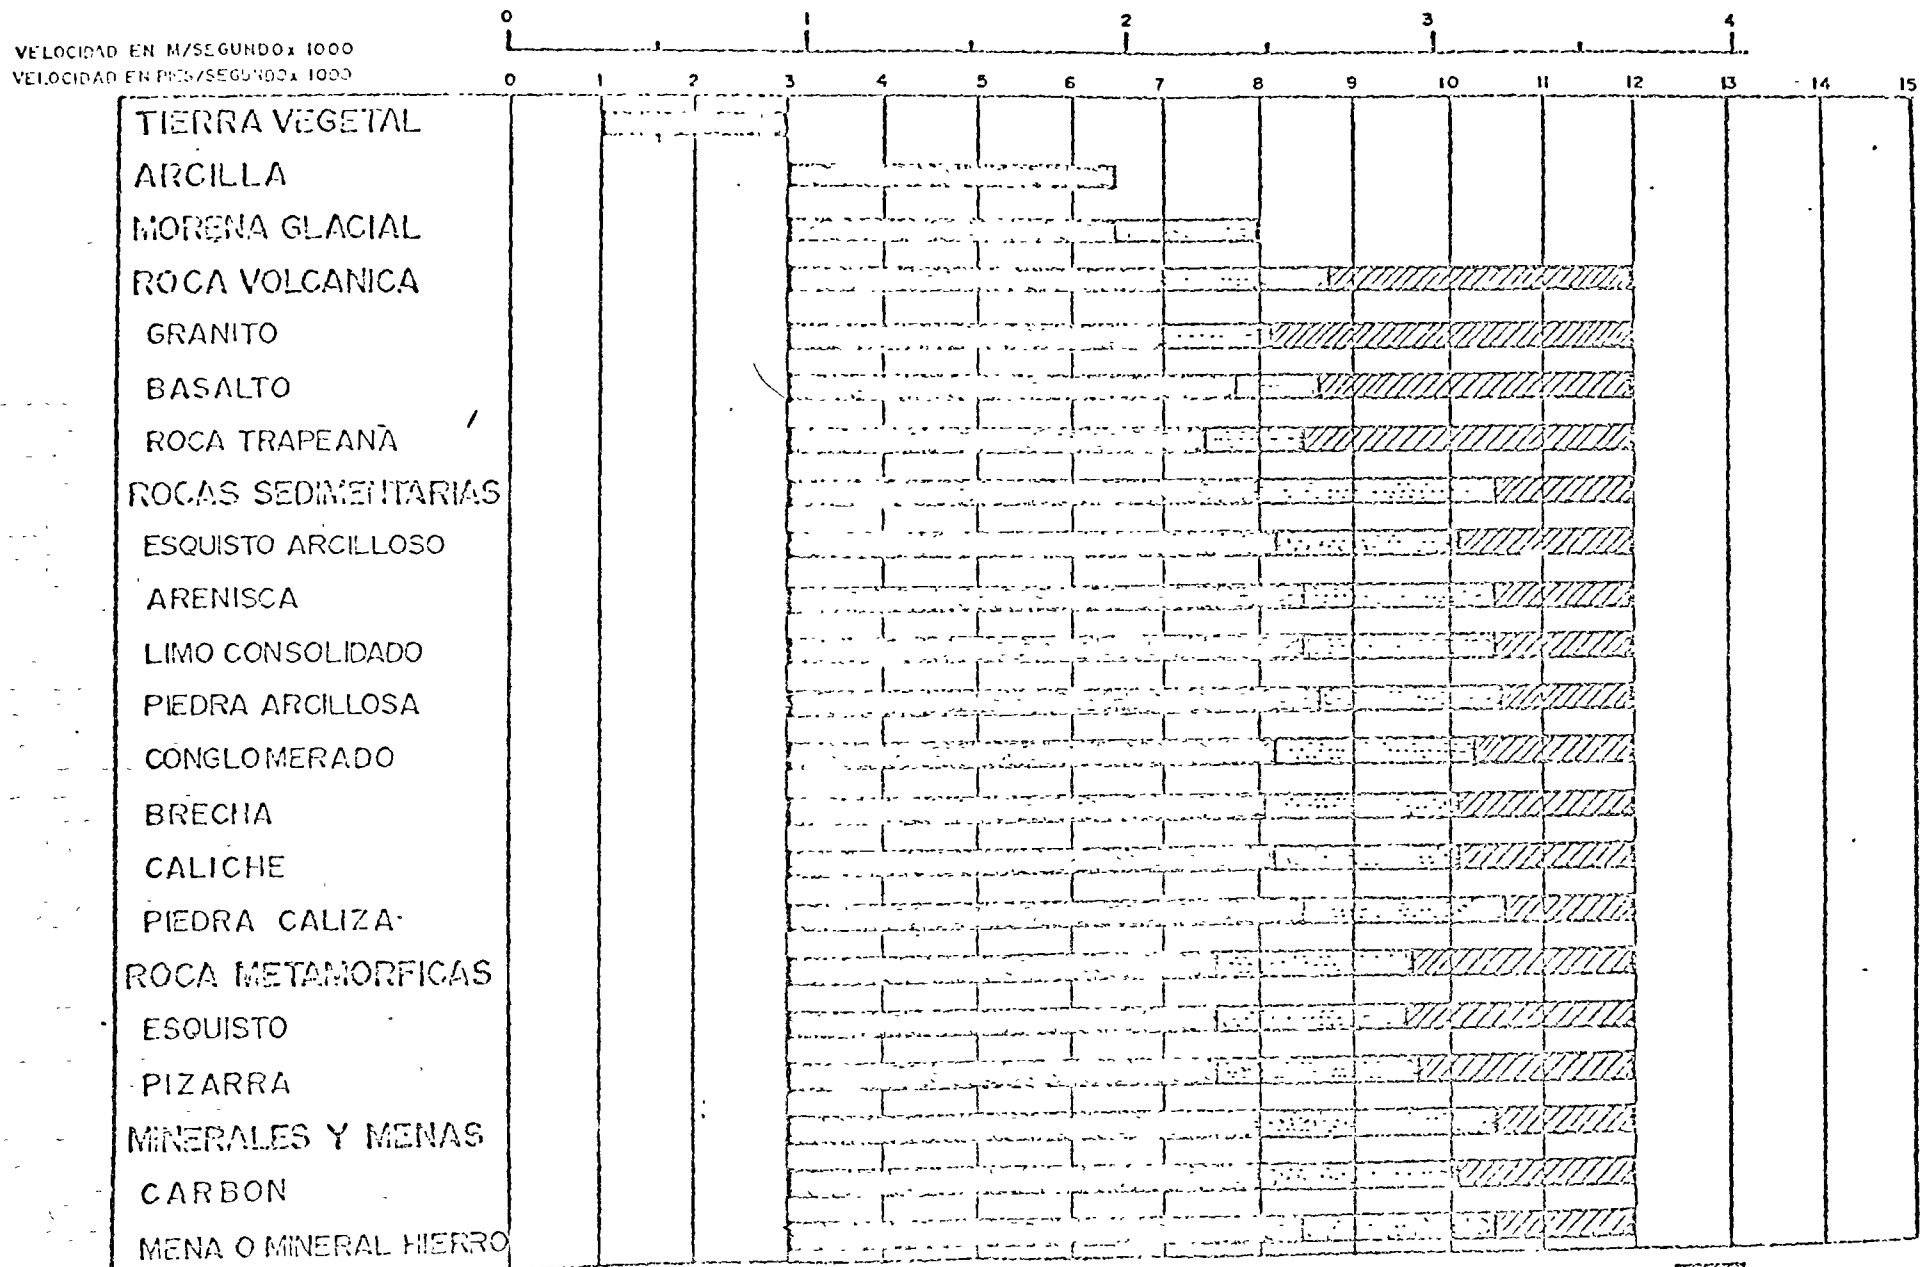 0 1 2 3 4
VELOCIDAD EN M/SEGUNDO x 1000
VELOCIDAD EN PIES/SEGUNDO x 1000
0 1 2 3 4 5 6 7 8 9 10 11 12 13 14 15
TIERRA VEGETAL
ARCILLA
MORENA GLACIAL
ROCA VOLCANICA
GRANITO
BASALTO
ROCA TRAPEANA
ROCAS SEDIMENTARIAS
ESQUISTO ARCILLOSO
ARENISCA
LIMO CONSOLIDADO
PIEDRA ARCILLOSA
CONGLOMERADO
BRECHA
CALICHE
PIEDRA CALIZA
ROCA METAMORFICAS
ESQUISTO
PIZARRA
MINERALES Y MENAS
CARBON
MENA O MINERAL HIERRO